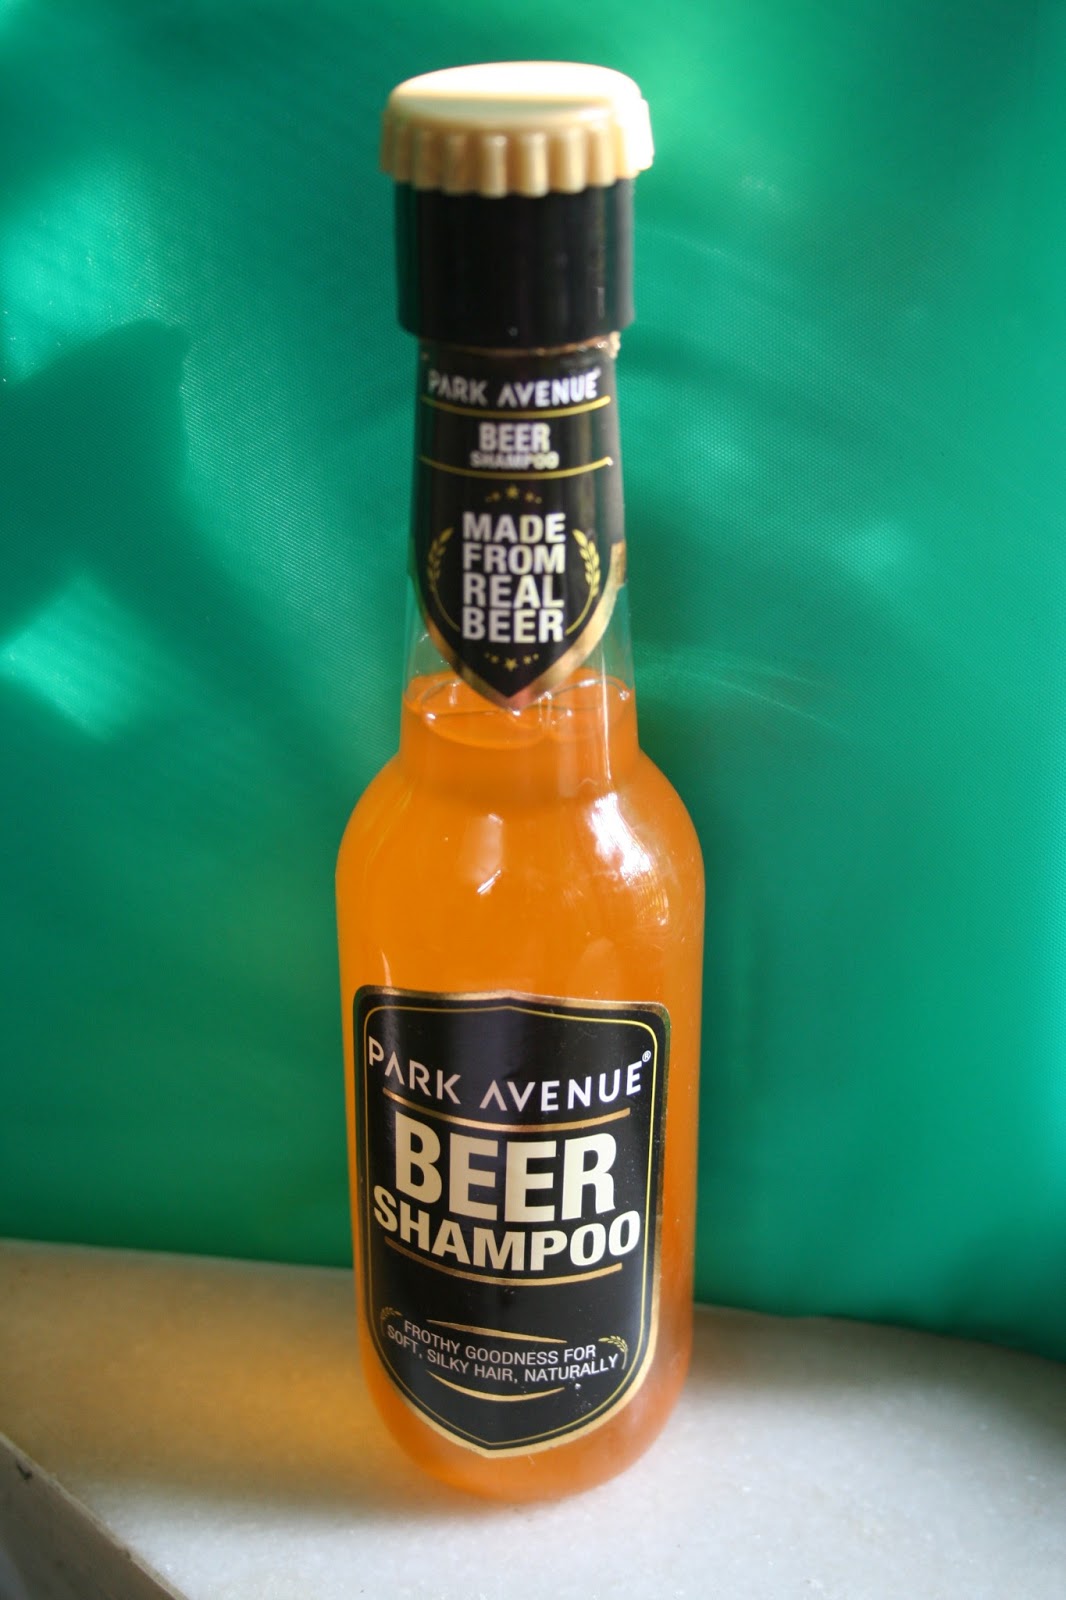 PARK AVENUE
BEER
SHAMPOO
MADE
FROM
REAL
BEER
PARK AVENUE®
BEER
SHAMPOO
FROTHY GOODNESS FOR
SOFT, SILKY HAIR, NATURALLY